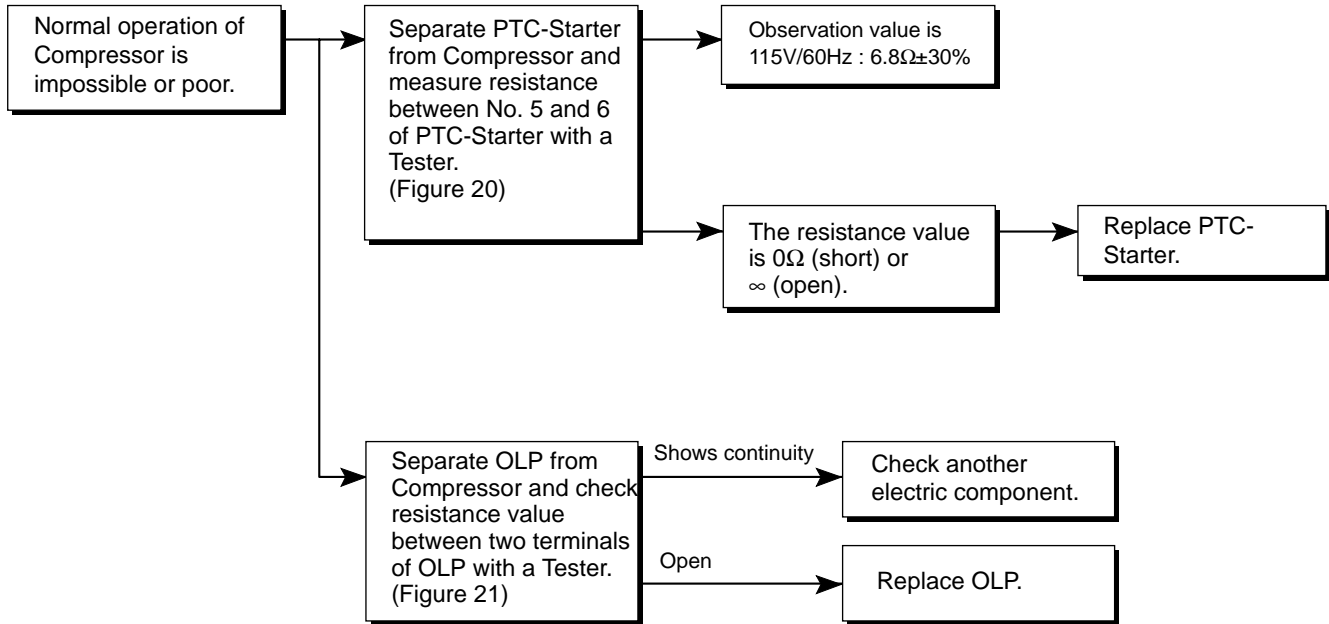 Normal operation of
Compressor is
impossible or poor.
Separate PTC-Starter
from Compressor and
measure resistance
between No. 5 and 6
of PTC-Starter with a
Tester.
(Figure 20)
Observation value is
115V/60Hz : 6.8Ω±30%
The resistance value
is 0Ω (short) or
∞ (open).
Replace PTC-
Starter.
Separate OLP from
Compressor and check
resistance value
between two terminals
of OLP with a Tester.
(Figure 21)
Shows continuity
Check another
electric component.
Open
Replace OLP.